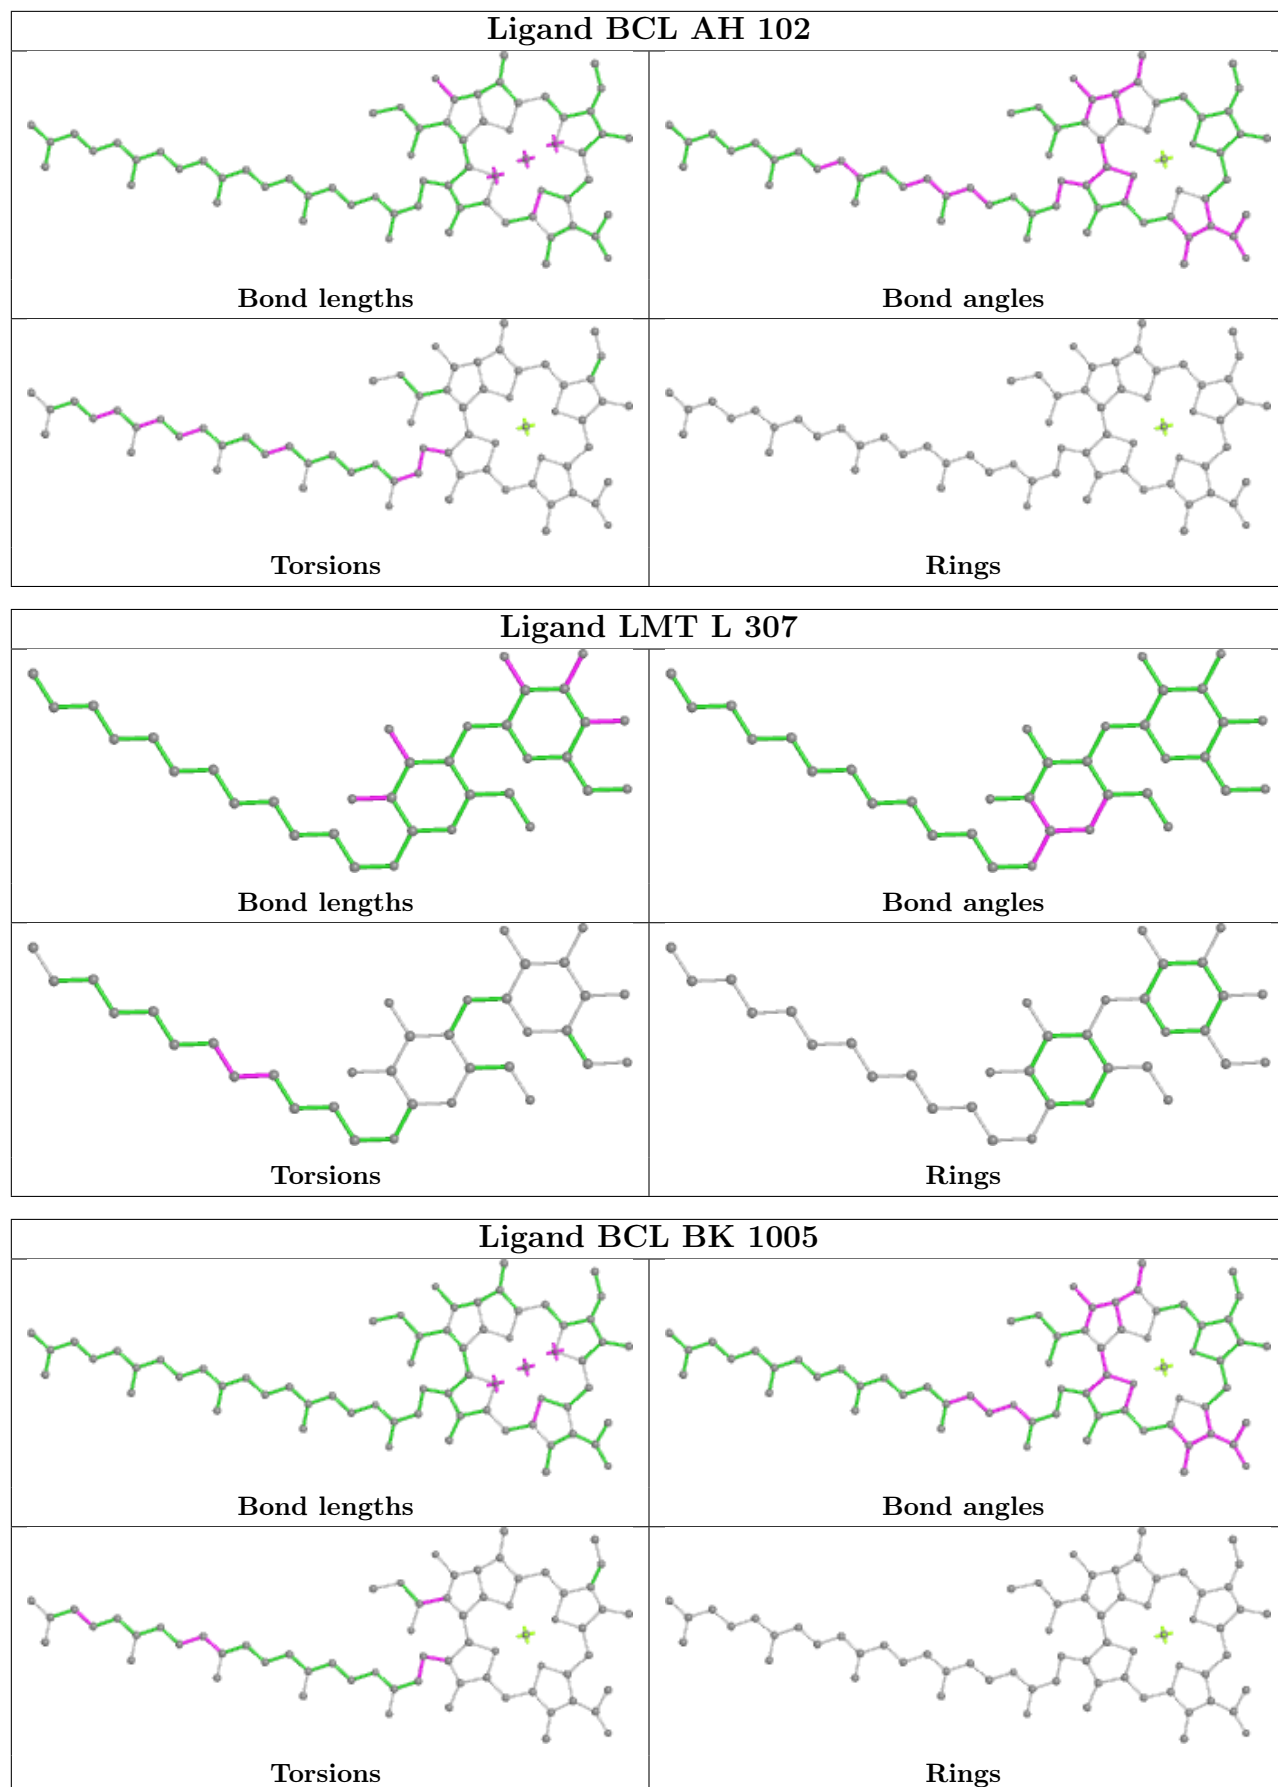 Ligand BCL AH 102
Bond lengths
Bond angles
Torsions
Rings
Ligand LMT L 307
Bond lengths
Bond angles
Torsions
Rings
Ligand BCL BK 1005
Bond lengths
Bond angles
Torsions
Rings